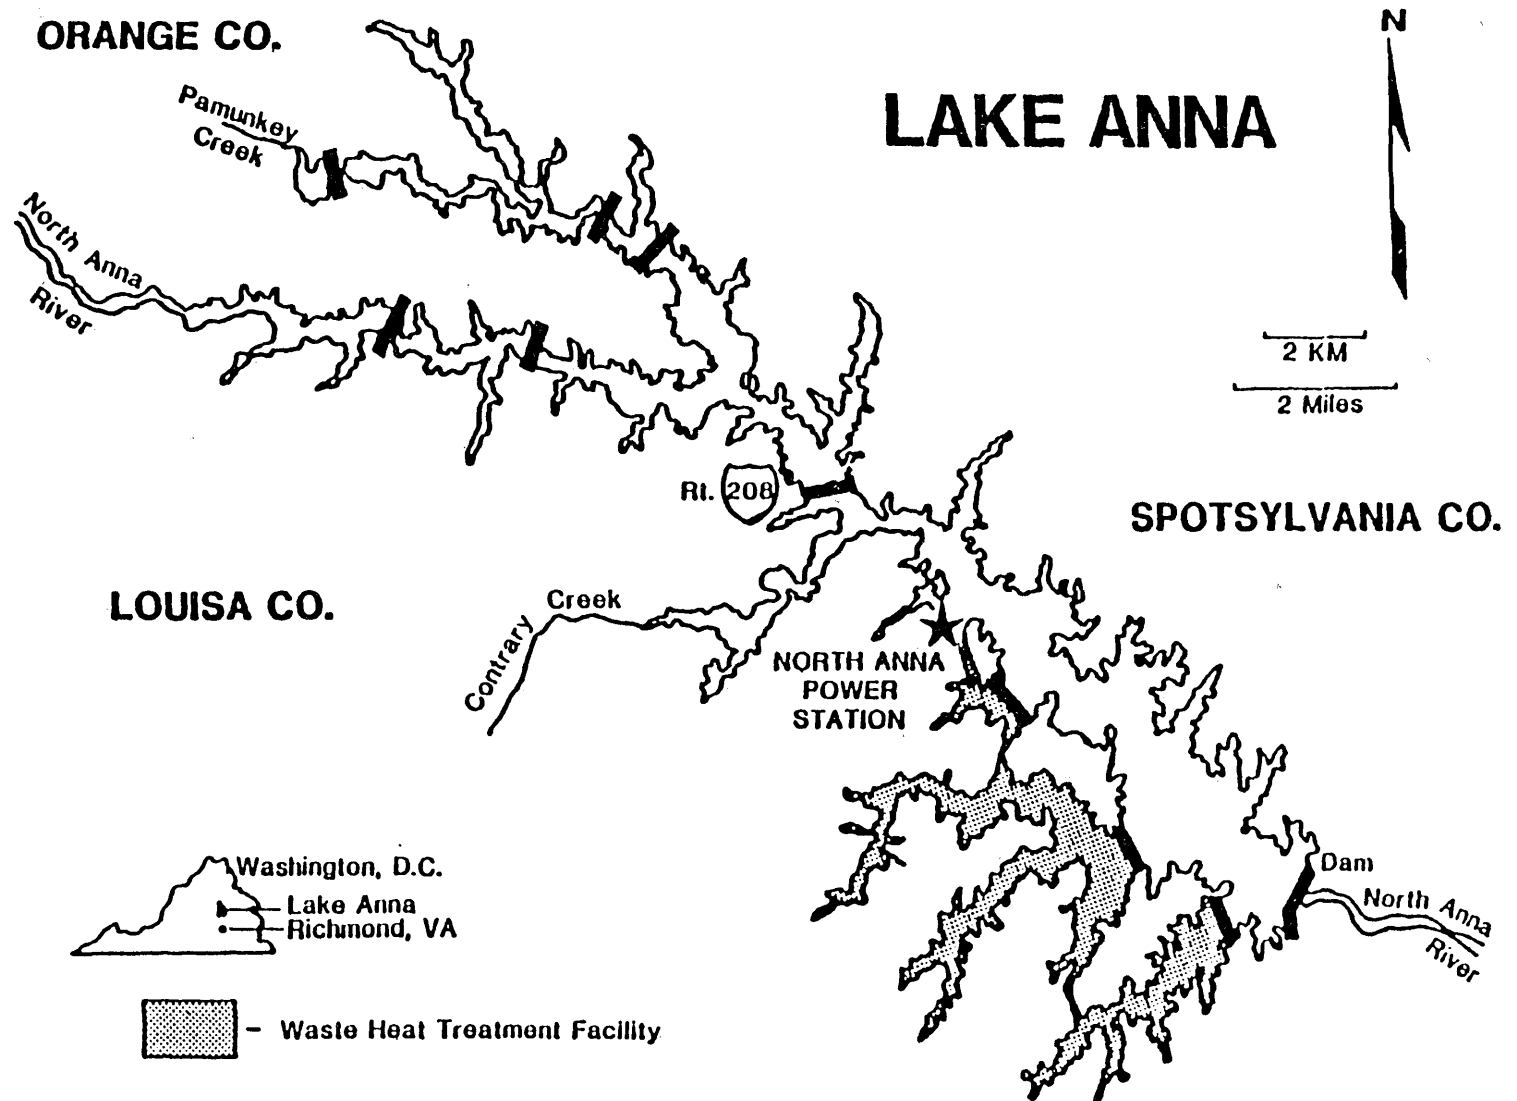 ORANGE CO.
N
LAKE ANNA
Pamunkey
Creek
North Anna
River
2 KM
2 Miles
Rt. 208
SPOTSYLVANIA CO.
LOUISA CO.
Contrary Creek
NORTH ANNA
POWER
STATION
Dam
North Anna
River
Washington, D.C.
Lake Anna
Richmond, VA
- Waste Heat Treatment Facility